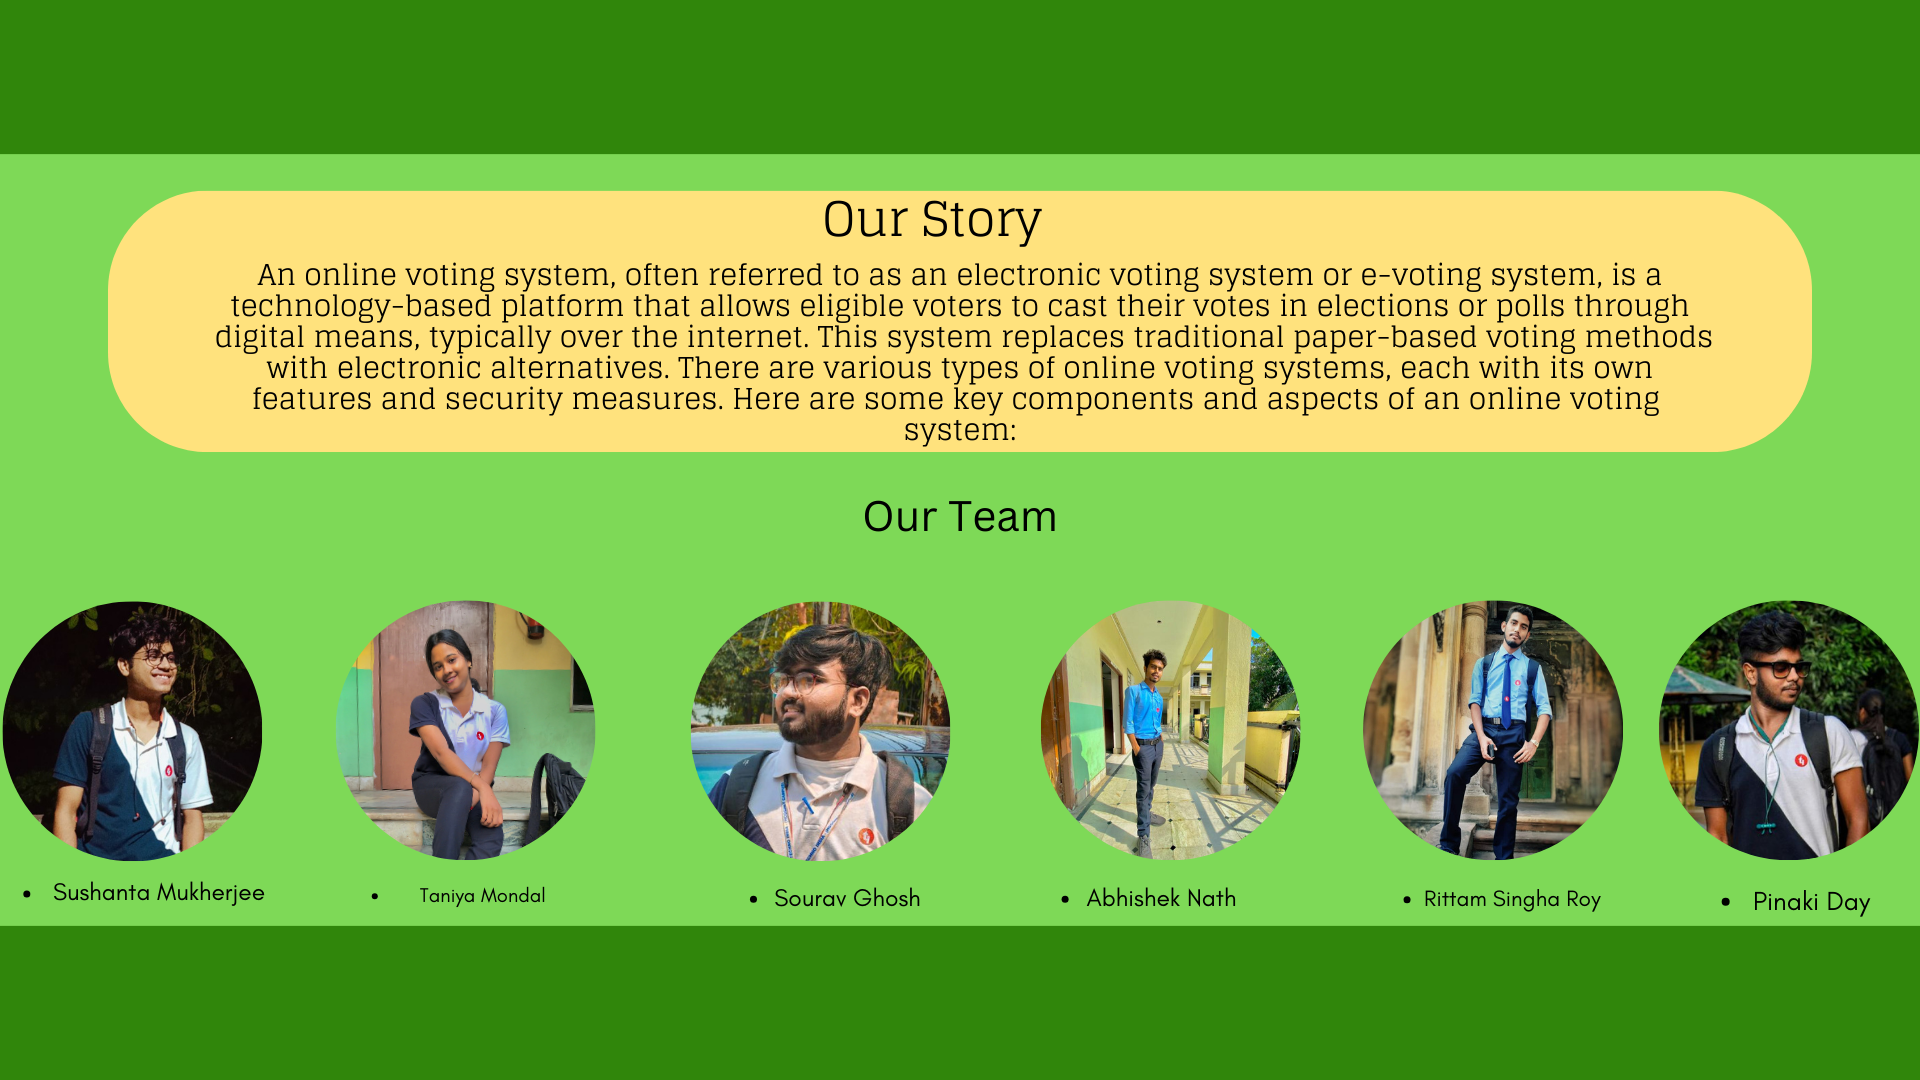 Our Story
An online voting system, often referred to as an electronic voting system or e-voting system, is a
technology-based platform that allows eligible voters to cast their votes in elections or polls through
digital means, typically over the internet. This system replaces traditional paper-based voting methods
with electronic alternatives. There are various types of online voting systems, each with its own
features and security measures. Here are some key components and aspects of an online voting
system:
Our Team
• Sushanta Mukherjee
• Taniya Mondal
• Sourav Ghosh
• Abhishek Nath
• Rittam Singha Roy
• Pinaki Day